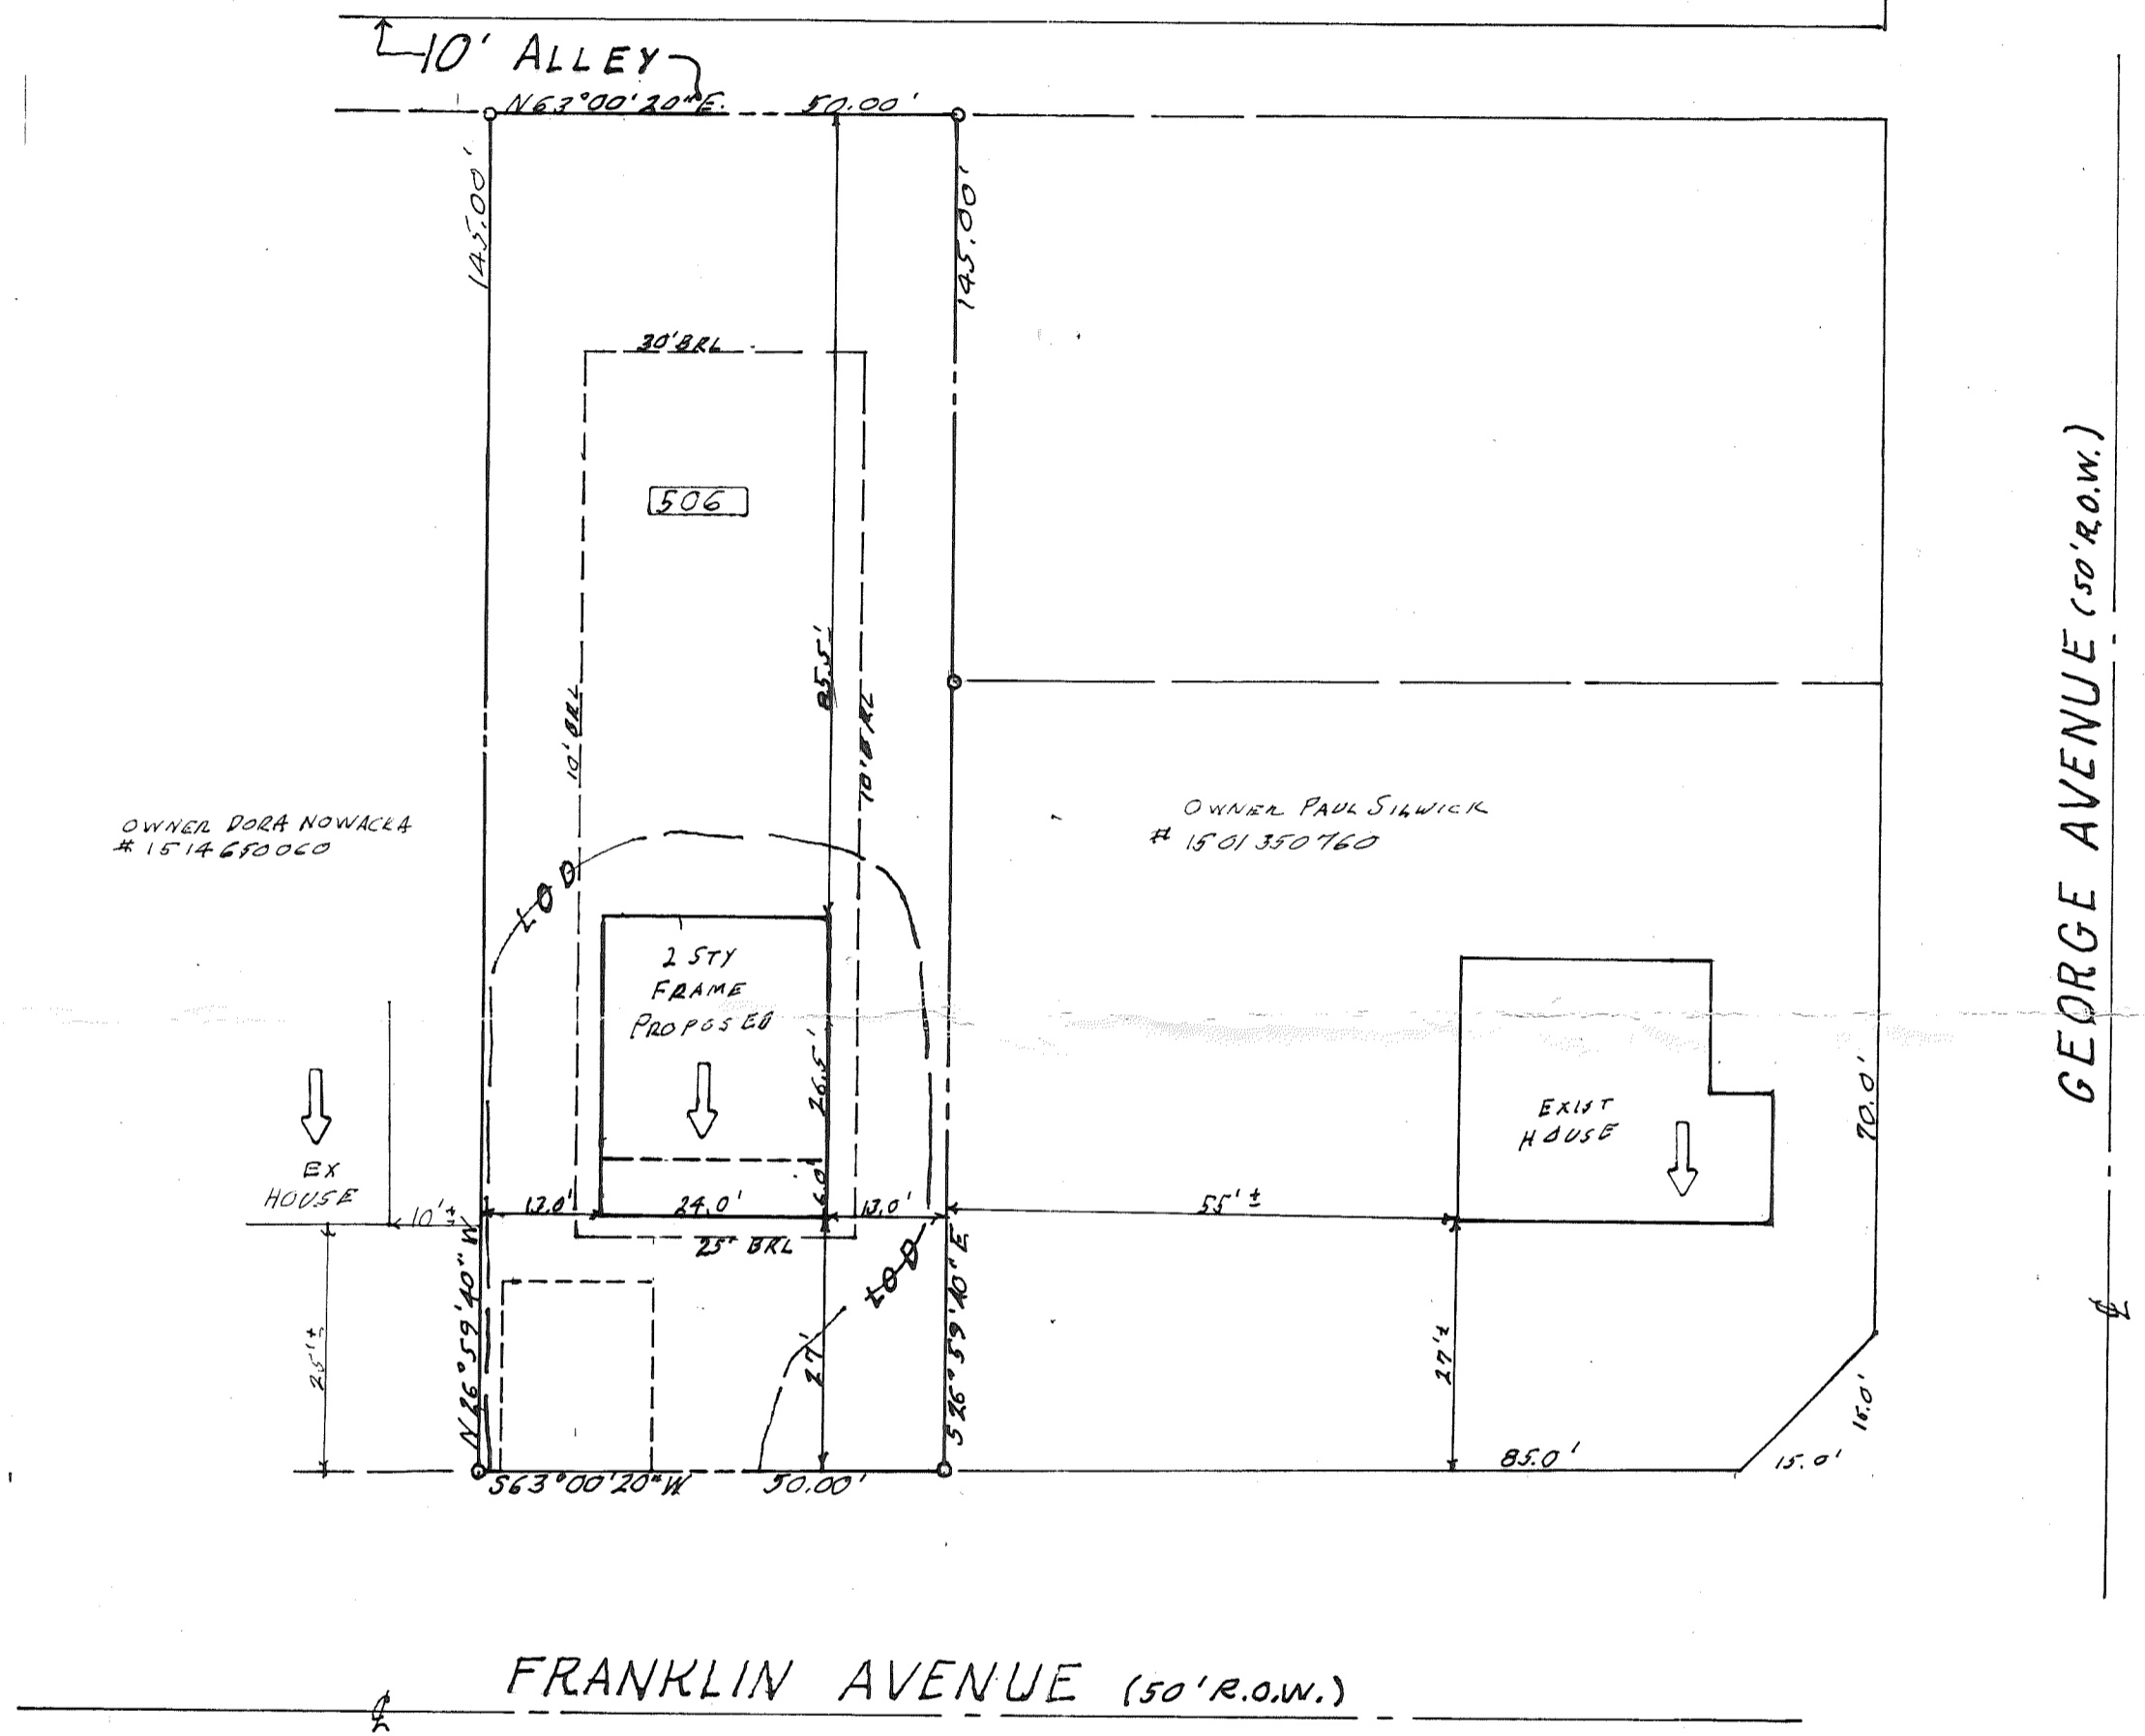 10' ALLEY
N63°00'20"E. 50.00'
145.00'
145.00'
30' BRL
506
85.5'
10' BRL
10' BRL
GEORGE AVENUE (50' R.O.W.)
OWNER DORA NOWACKA
# 1514650060
OWNER PAUL SILWICK
# 1501350760
LOD
2 STY
FRAME
PROPOSED
26.5'
6.0'
EXIST
HOUSE
70.0'
EX
HOUSE
10'±
13.0'
24.0'
13.0'
55'±
25' BRL
LOD
N26°59'40"W
S26°59'40"E
25'±
27'
27'±
15.0'
85.0'
15.0'
S63°00'20"W 50.00'
FRANKLIN AVENUE (50' R.O.W.)